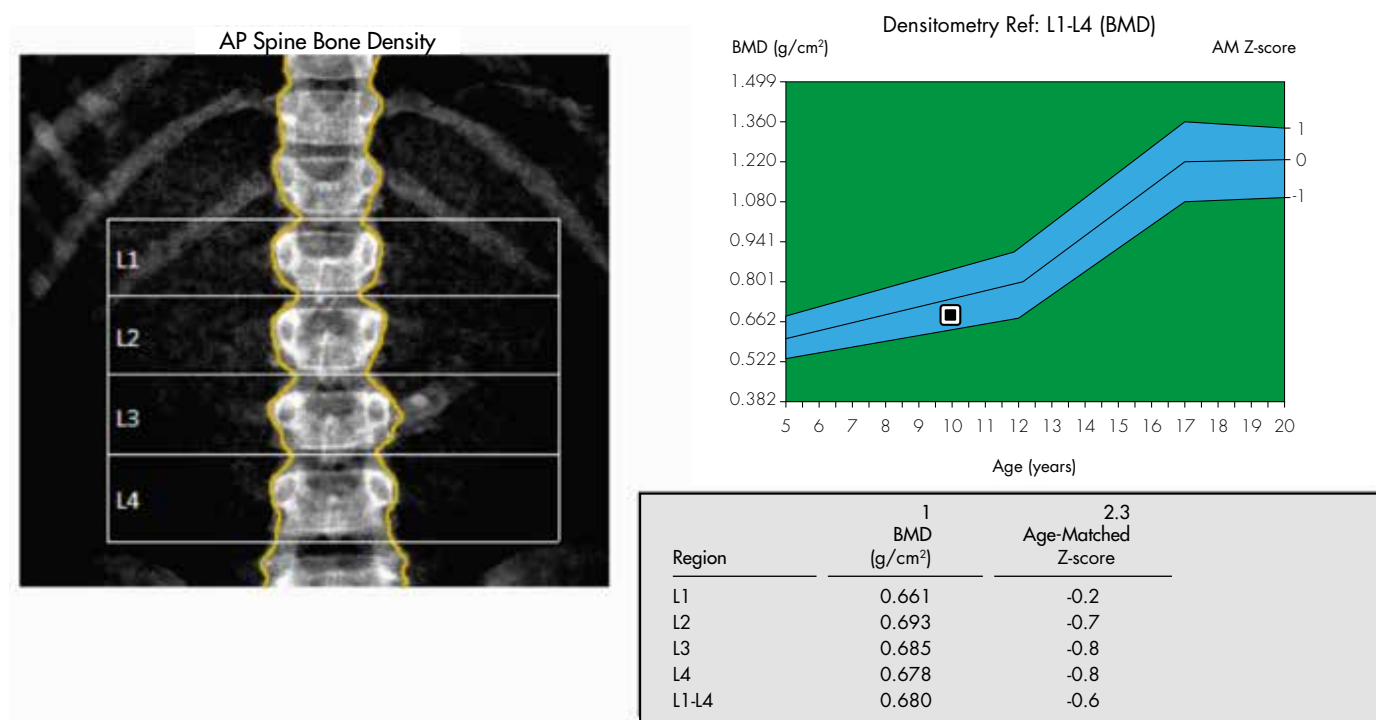 AP Spine Bone Density
L1
L2
L3
L4
Densitometry Ref: L1-L4 (BMD)
BMD (g/cm²) AM Z-score
1.499
1.360
1.220
1.080
0.941
0.801
0.662
0.522
0.382
1
0
-1
5 6 7 8 9 10 11 12 13 14 15 16 17 18 19 20
Age (years)
1 2.3
BMD Age-Matched
Region (g/cm²) Z-score
L1 0.661 -0.2
L2 0.693 -0.7
L3 0.685 -0.8
L4 0.678 -0.8
L1-L4 0.680 -0.6